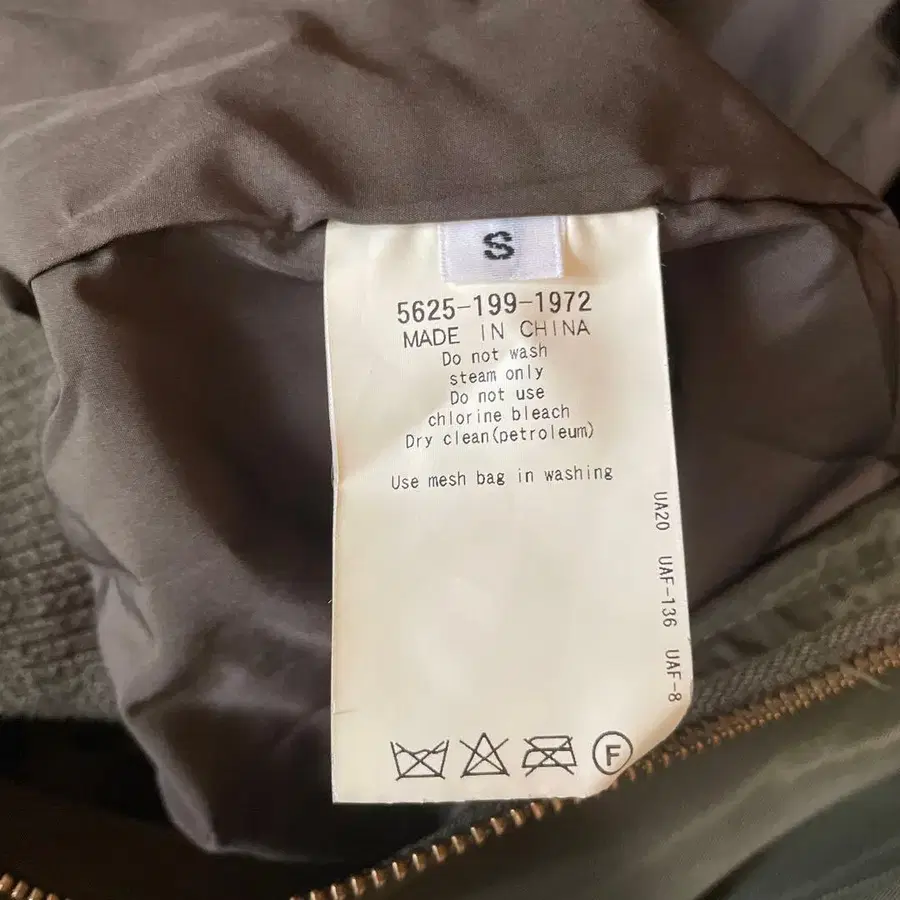 S
5625-199-1972
MADE IN CHINA
Do not wash
steam only
Do not use
chlorine bleach
Dry clean(petroleum)
Use mesh bag in washing
UA20 UAF-136 UAF-8
F